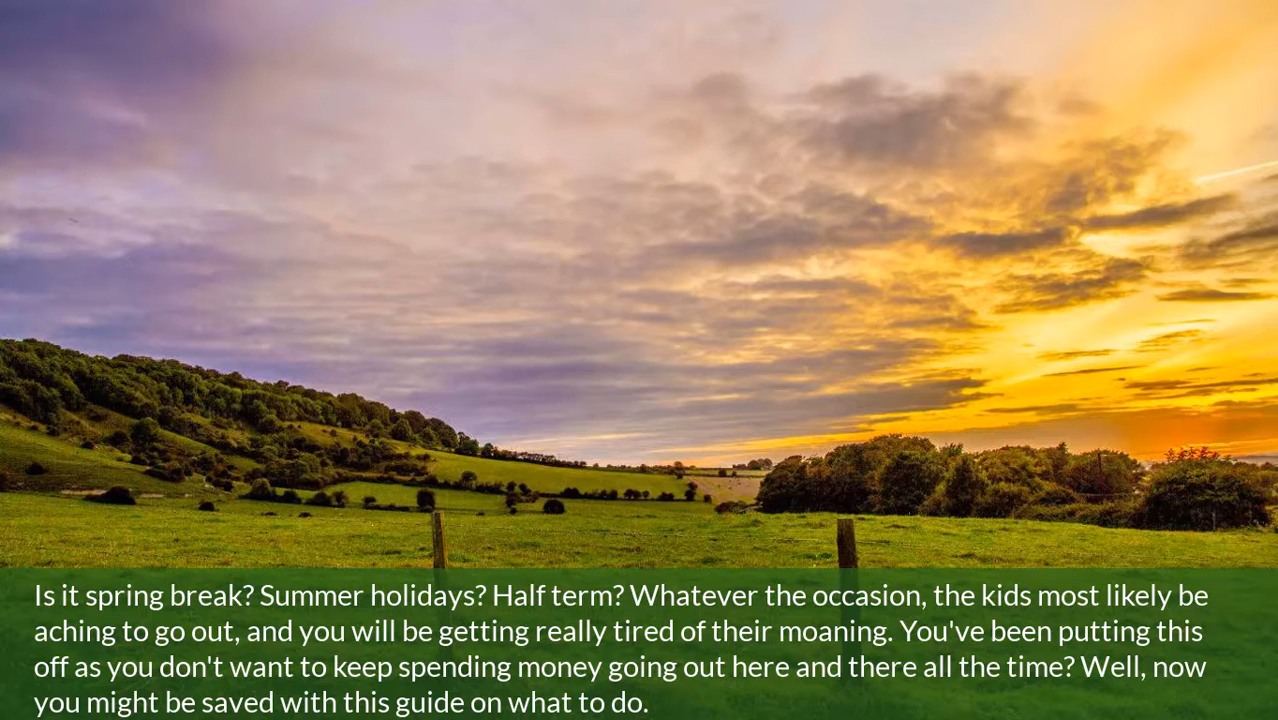 Is it spring break? Summer holidays? Half term? Whatever the occasion, the kids most likely be
aching to go out, and you will be getting really tired of their moaning. You've been putting this
off as you don't want to keep spending money going out here and there all the time? Well, now
you might be saved with this guide on what to do.